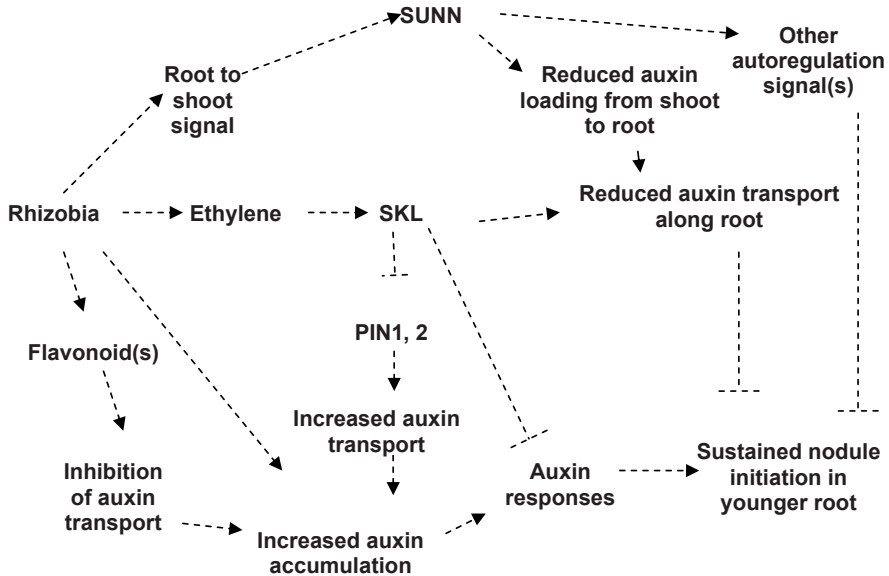 SUNN
Other
autoregulation
signal(s)
Root to
shoot
signal
Reduced auxin
loading from shoot
to root
Rhizobia
Ethylene
SKL
Reduced auxin transport
along root
Flavonoid(s)
PIN1, 2
Increased auxin
transport
Inhibition
of auxin
transport
Increased auxin
accumulation
Auxin
responses
Sustained nodule
initiation in
younger root